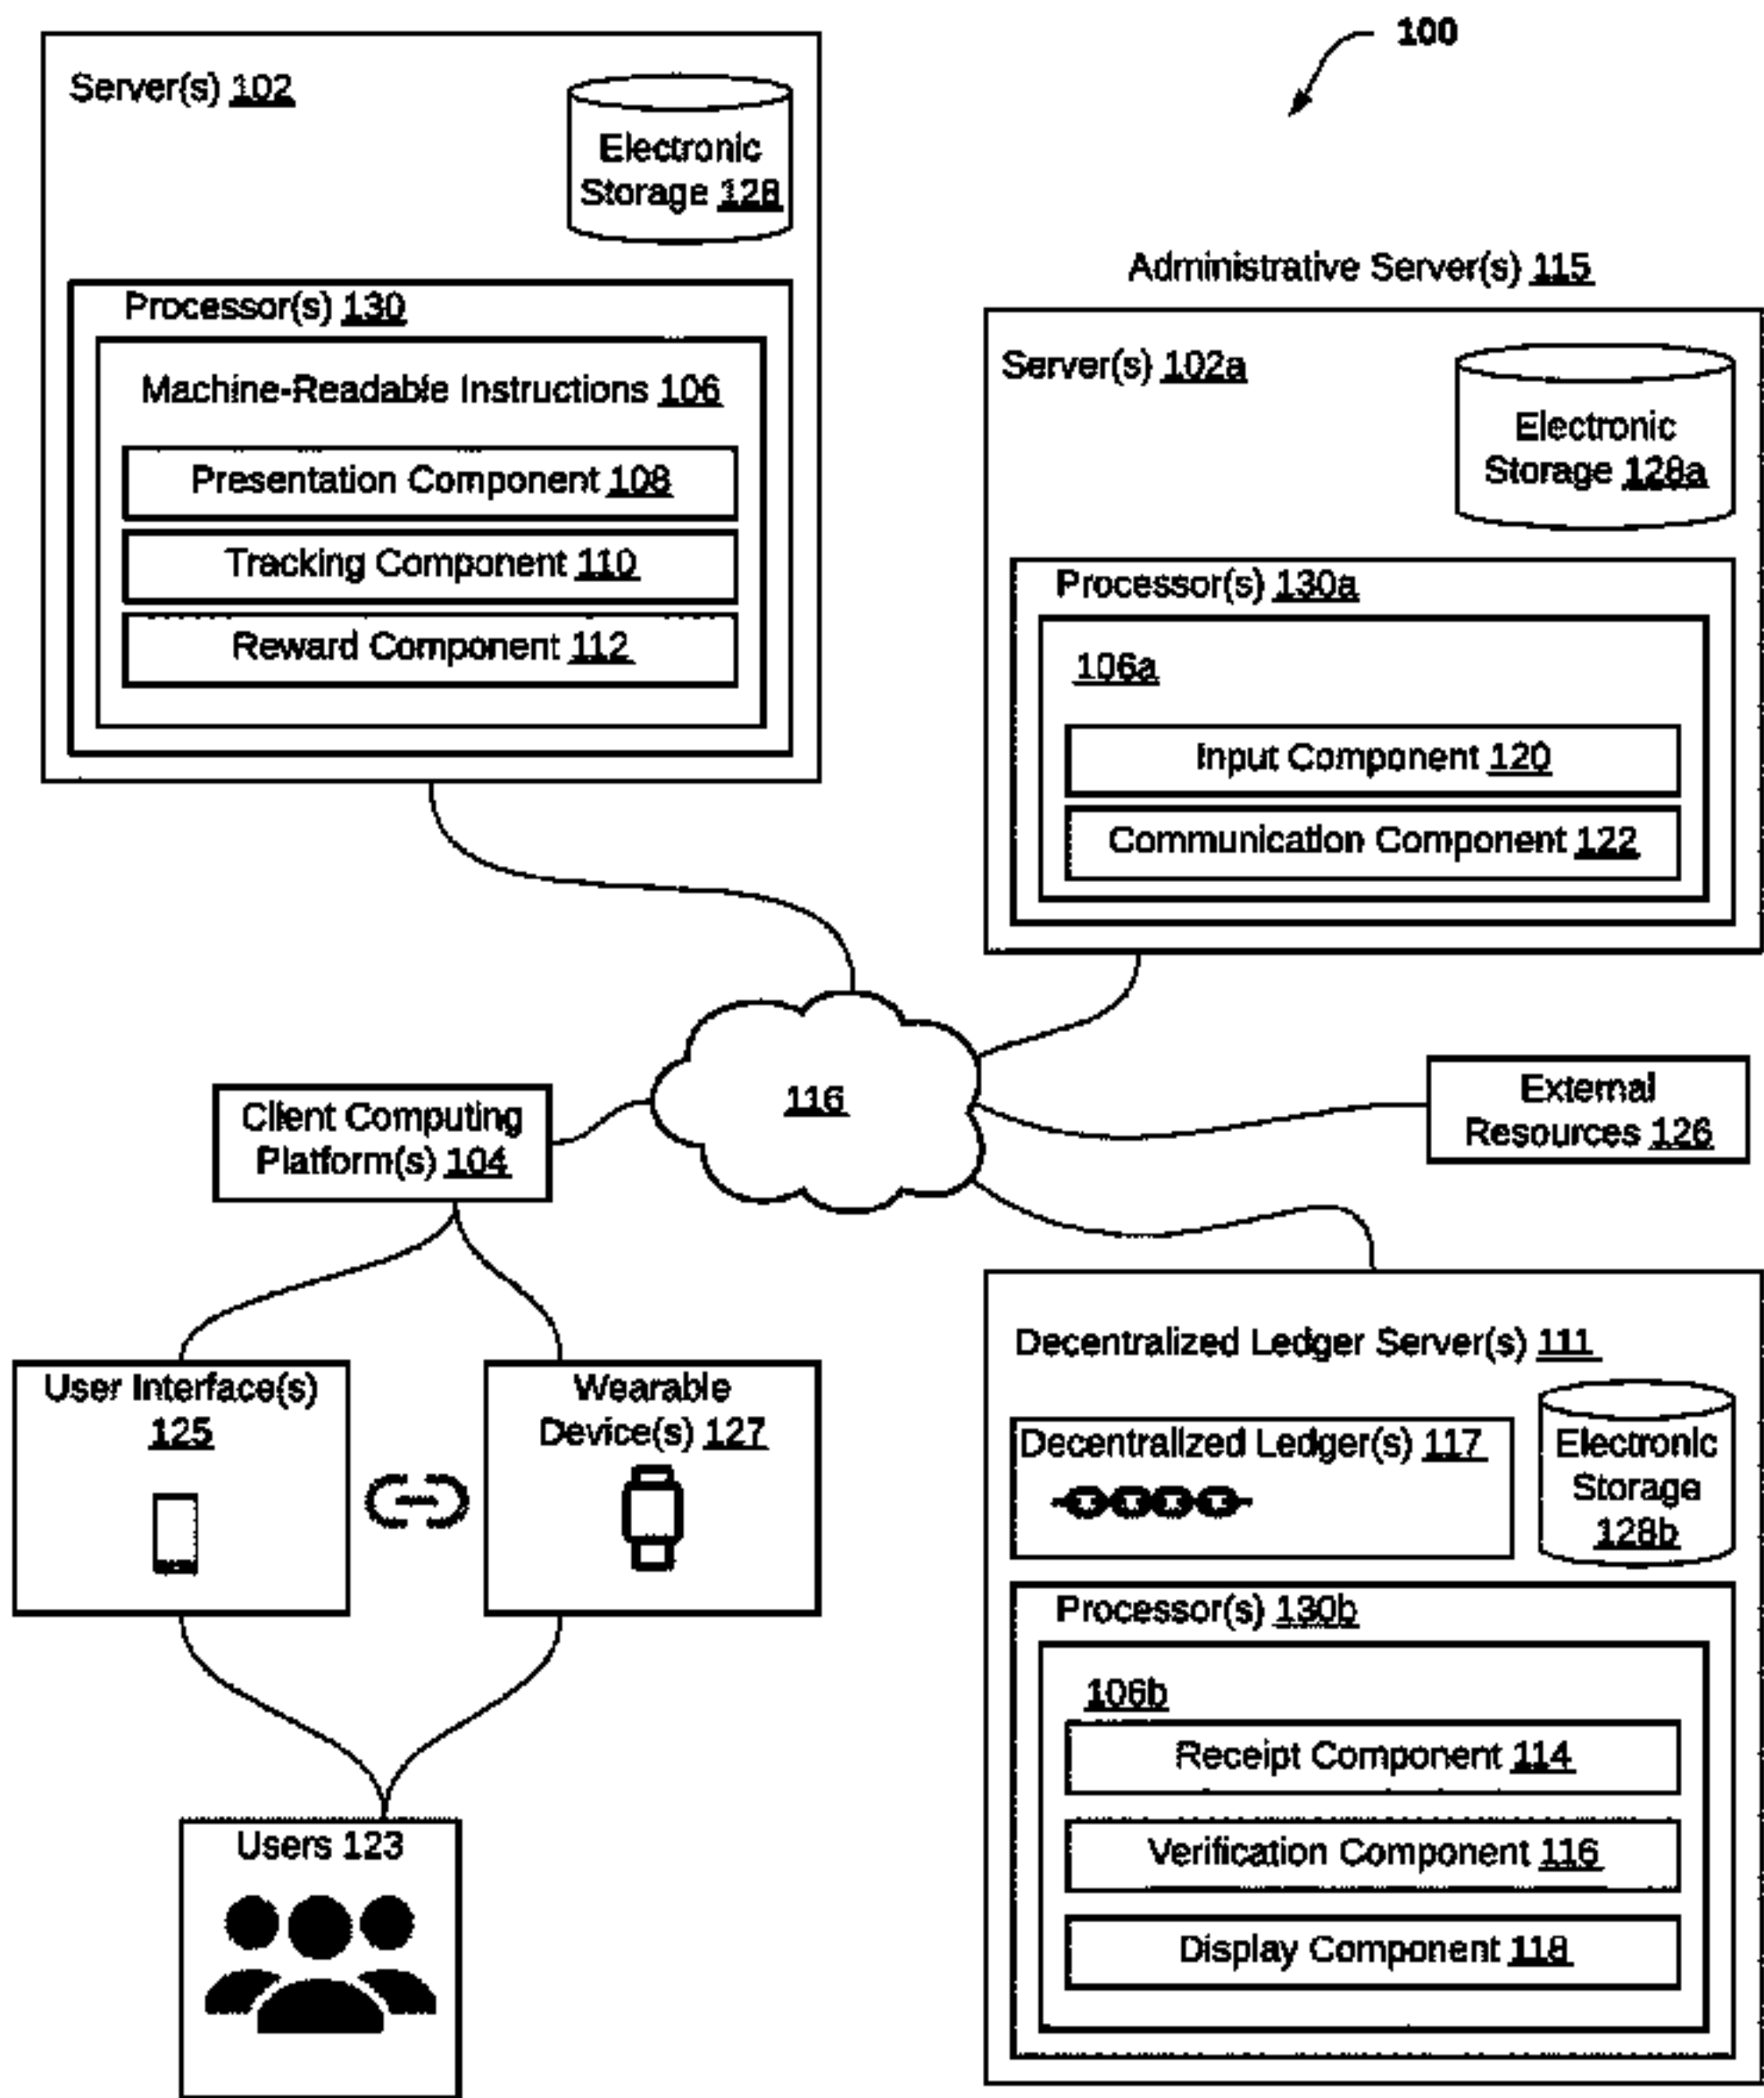 100
Server(s) 102
Electronic
Storage 128
Processor(s) 130
Machine-Readable Instructions 106
Presentation Component 108
Tracking Component 110
Reward Component 112
Administrative Server(s) 115
Server(s) 102a
Electronic
Storage 128a
Processor(s) 130a
106a
Input Component 120
Communication Component 122
116
Client Computing
Platform(s) 104
External
Resources 126
User Interface(s)
125
Wearable
Device(s) 127
Users 123
Decentralized Ledger Server(s) 111
Decentralized Ledger(s) 117
Electronic
Storage
128b
Processor(s) 130b
106b
Receipt Component 114
Verification Component 116
Display Component 118